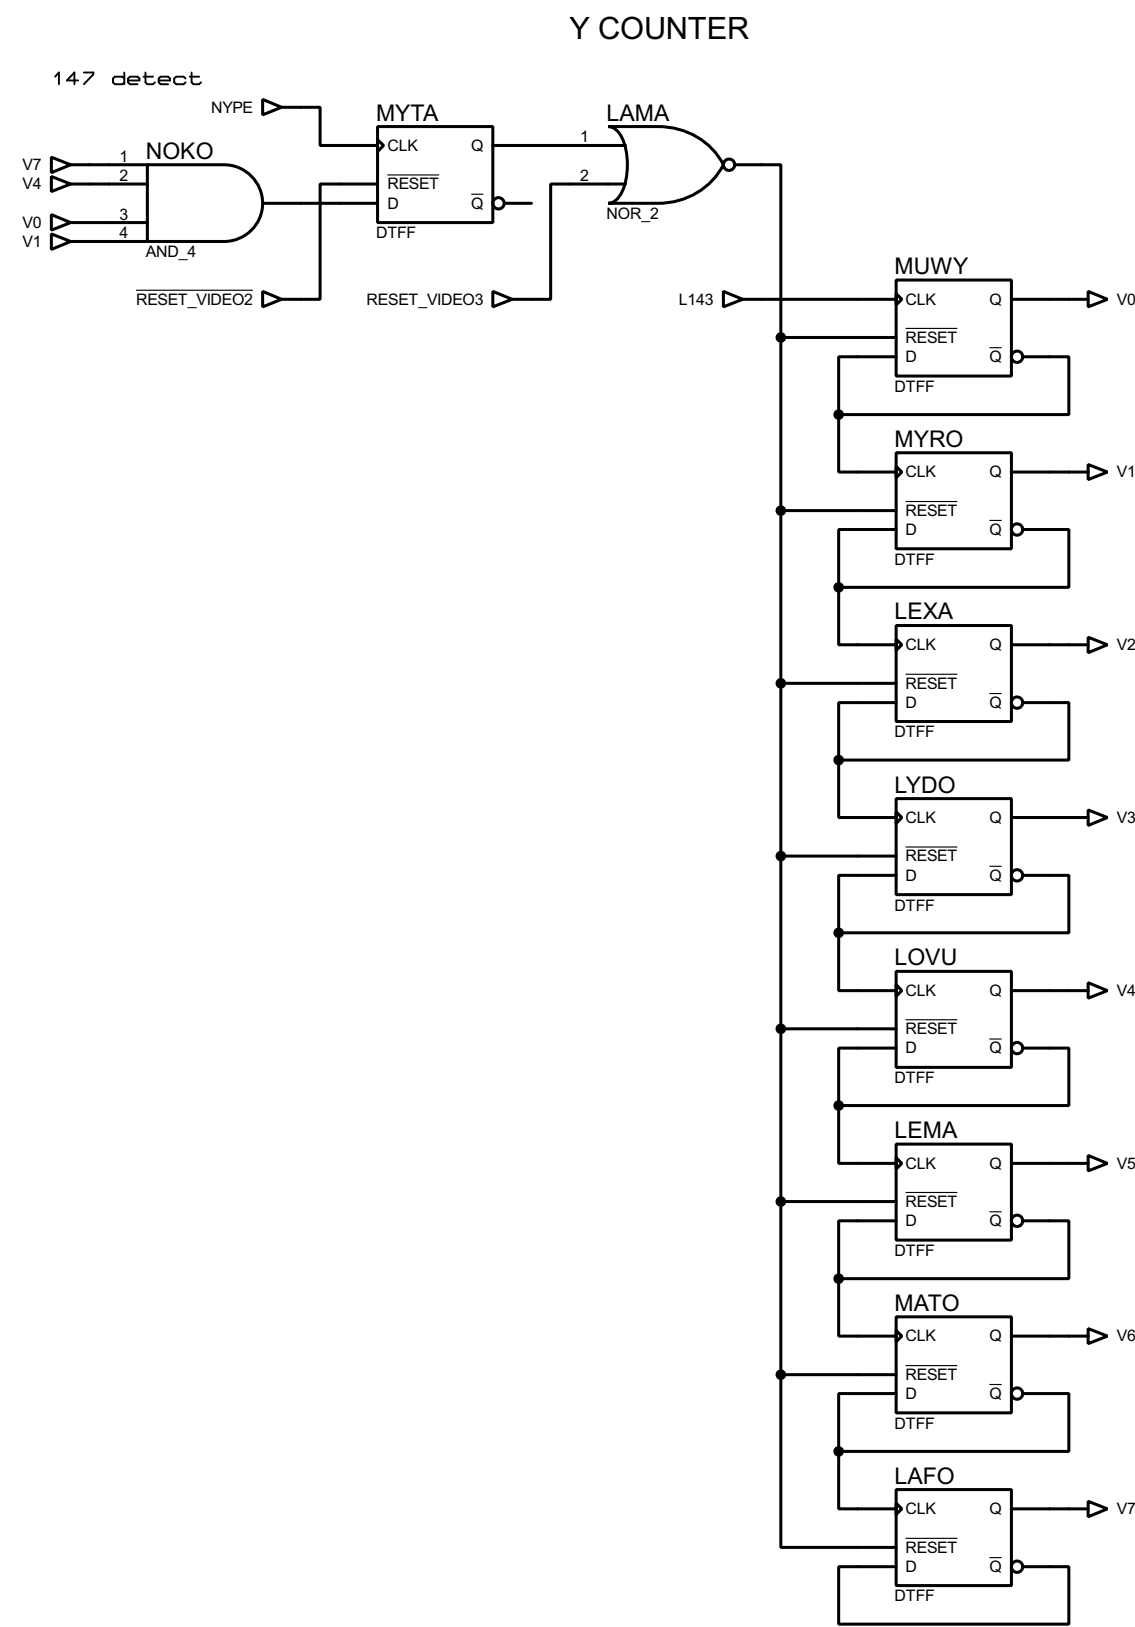 Y COUNTER
147 detect
NYPE
MYTA
LAMA
CLK Q
RESET
D Q
DTFF
1
2
NOR_2
V7
V4
V0
V1
1
2
3
4
NOKO
AND_4
RESET_VIDEO2
RESET_VIDEO3
L143
MUWY
CLK Q
RESET
D Q
DTFF
V0
MYRO
CLK Q
RESET
D Q
DTFF
V1
LEXA
CLK Q
RESET
D Q
DTFF
V2
LYDO
CLK Q
RESET
D Q
DTFF
V3
LOVU
CLK Q
RESET
D Q
DTFF
V4
LEMA
CLK Q
RESET
D Q
DTFF
V5
MATO
CLK Q
RESET
D Q
DTFF
V6
LAFO
CLK Q
RESET
D Q
DTFF
V7